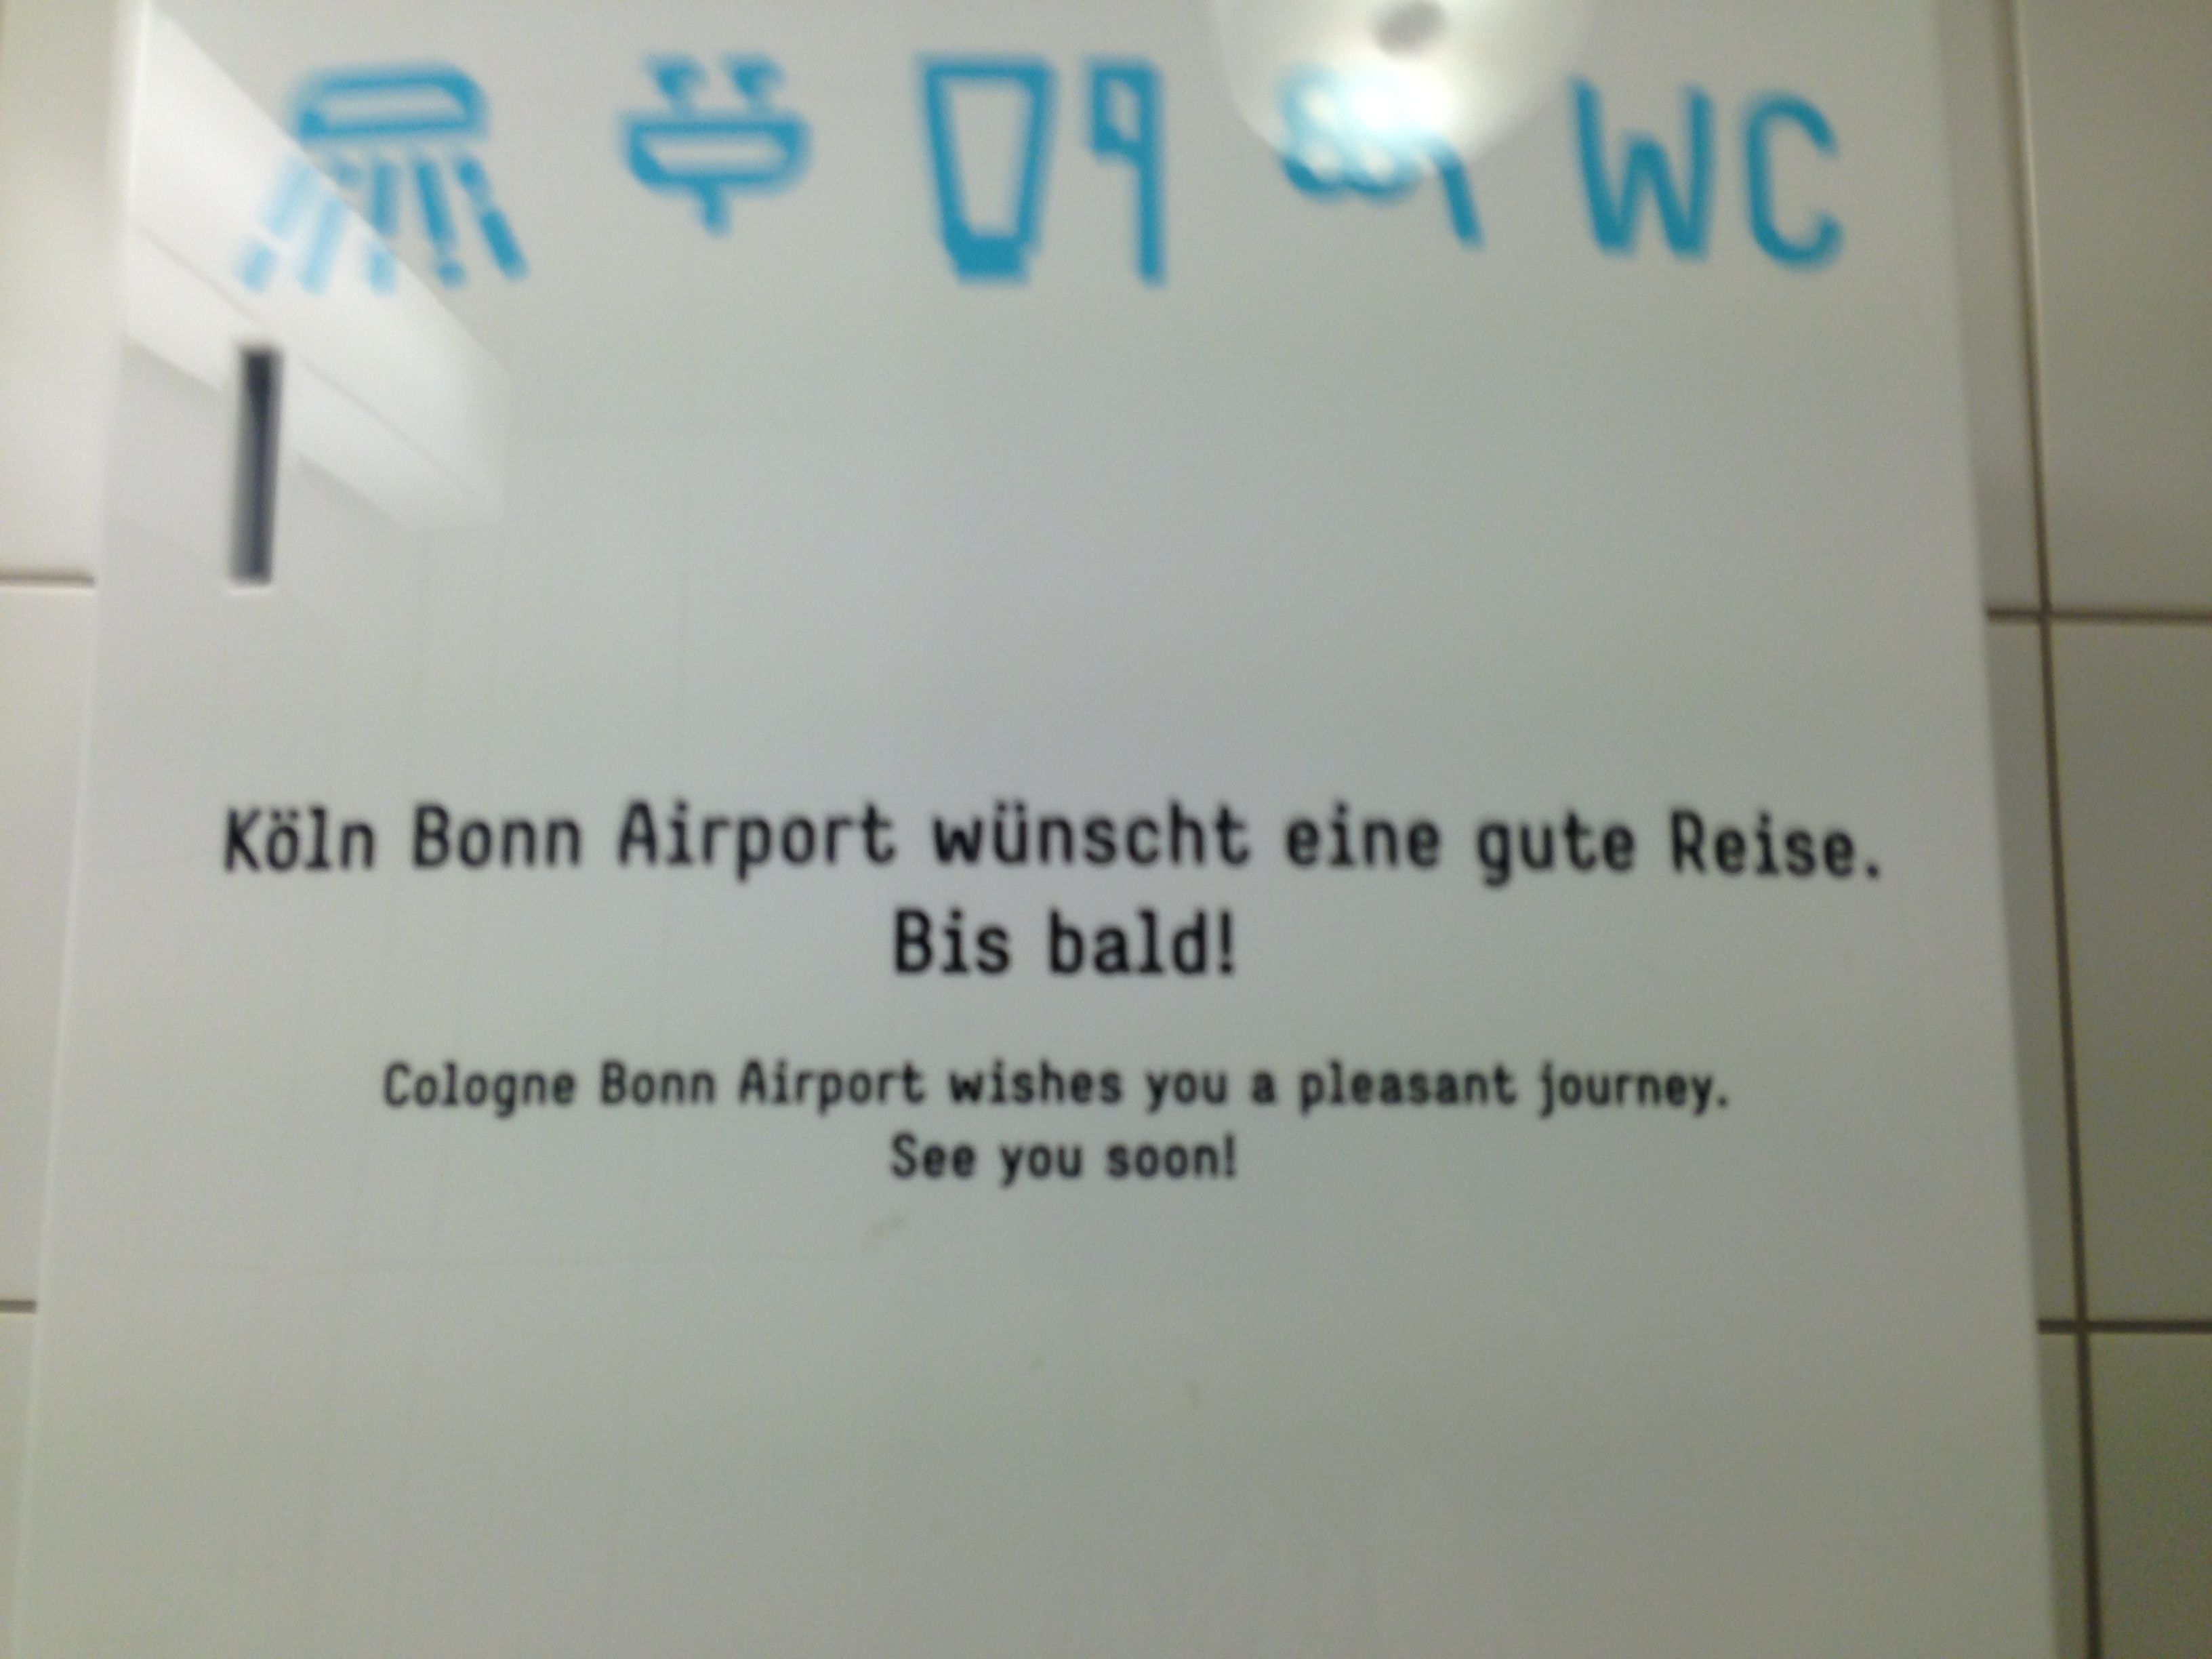 WC
Köln Bonn Airport wünscht eine gute Reise.
Bis bald!
Cologne Bonn Airport wishes you a pleasant journey.
See you soon!